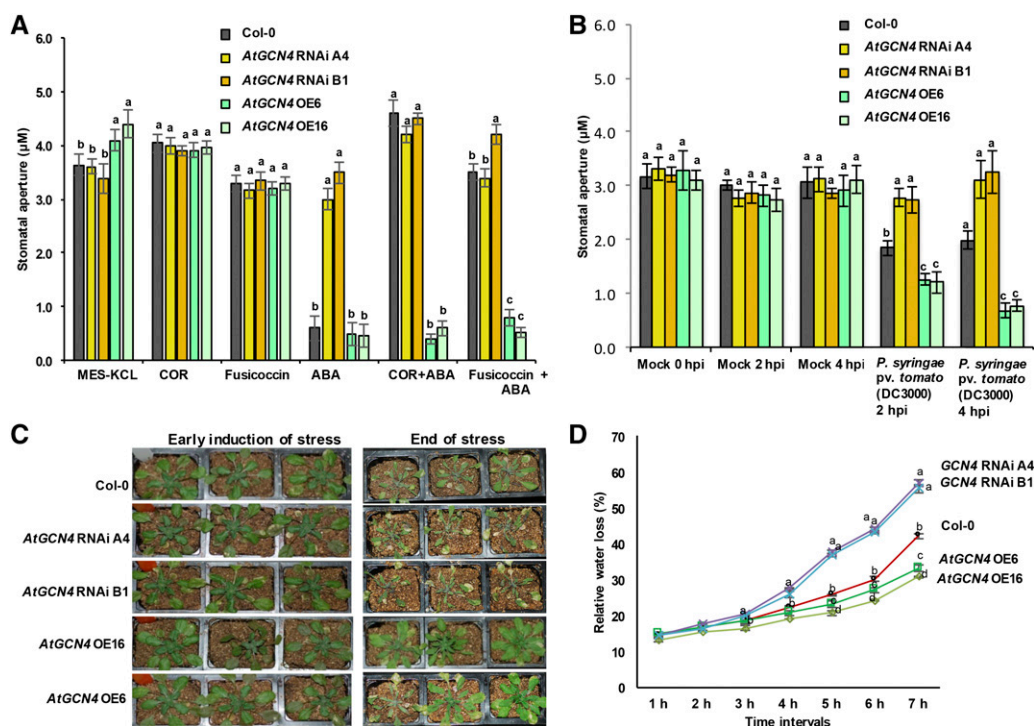 A
Col-0
AtGCN4 RNAi A4
AtGCN4 RNAi B1
AtGCN4 OE6
AtGCN4 OE16
Stomatal aperture (µM)
6.0
5.0
4.0
3.0
2.0
1.0
0.0
b b b a a
a a a a a
a a a a a
b a a b b
a a a b b
b b a c c
MES-KCL COR Fusicoccin ABA COR+ABA Fusicoccin +
ABA
B
Col-0
AtGCN4 RNAi A4
AtGCN4 RNAi B1
AtGCN4 OE6
AtGCN4 OE16
Stomatal aperture (µM)
6.0
5.0
4.0
3.0
2.0
1.0
0.0
a a a a a
a a a a a
a a a a a
b a a c c
a a a c c
Mock 0 hpi Mock 2 hpi Mock 4 hpi
P. syringae
pv. tomato
(DC3000)
2 hpi
P. syringae
pv. tomato
(DC3000)
4 hpi
C
Early induction of stress End of stress
Col-0
AtGCN4 RNAi A4
AtGCN4 RNAi B1
AtGCN4 OE16
AtGCN4 OE6
D
Relative water loss (%)
70
60
50
40
30
20
10
0
GCN4 RNAi A4
GCN4 RNAi B1
Col-0
AtGCN4 OE6
AtGCN4 OE16
a
a
b
c
d
a a
b
a
a
b
c
d
a
a
1 h 2 h 3 h 4 h 5 h 6 h 7 h
Time intervals